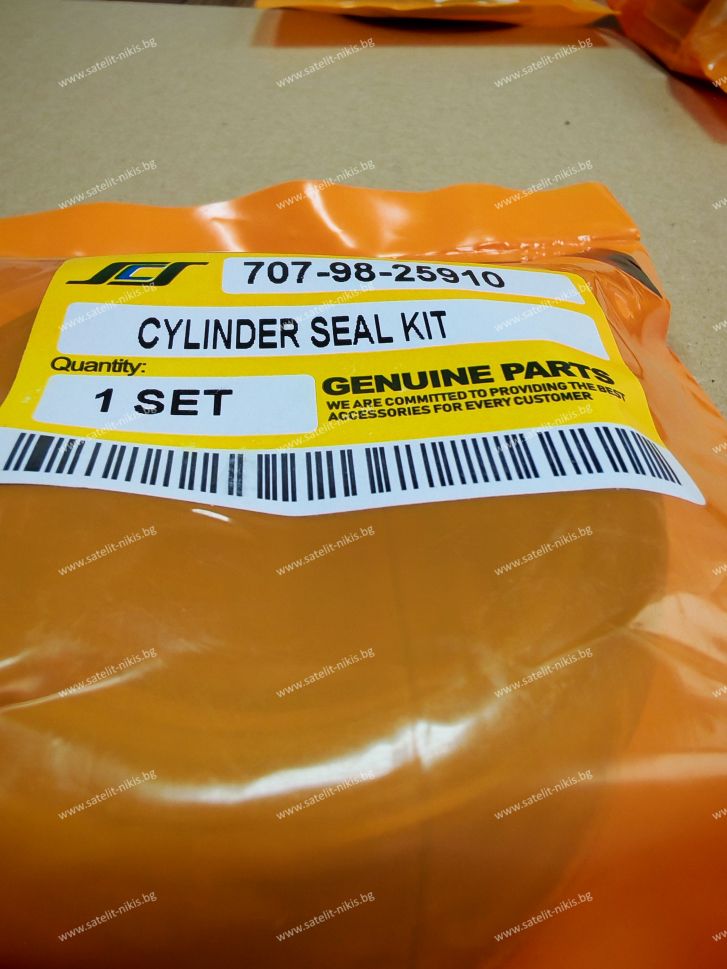 SCS
707-98-25910
CYLINDER SEAL KIT
Quantity:
1 SET
GENUINE PARTS
WE ARE COMMITTED TO PROVIDING THE BEST
ACCESSORIES FOR EVERY CUSTOMER
www.satelit-nikis.bg